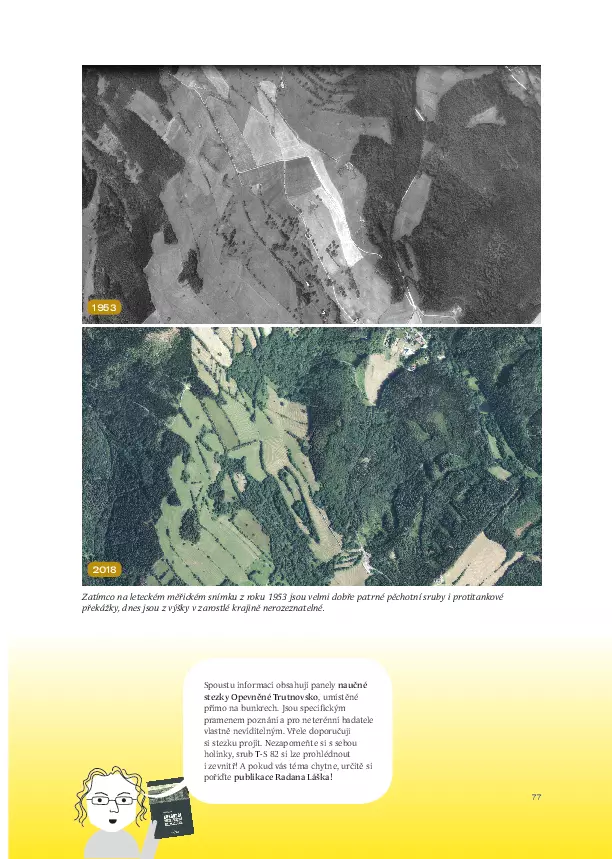 1953
2018
Zatímco na leteckém měřickém snímku z roku 1953 jsou velmi dobře patrné pěchotní sruby i protitankové
překážky, dnes jsou z výšky v zarostlé krajině nerozeznatelné.
Spoustu informací obsahují panely naučné
stezky Opevněné Trutnovsko, umístěné
přímo na bunkrech. Jsou specifickým
pramenem poznání a pro neterénní badatele
vlastně neviditelným. Vřele doporučuji
si stezku projít. Nezapomeňte si s sebou
holínky, srub T-S 82 si lze prohlédnout
i zevnitř! A pokud vás téma chytne, určitě si
pořiďte publikace Radana Láška!
77